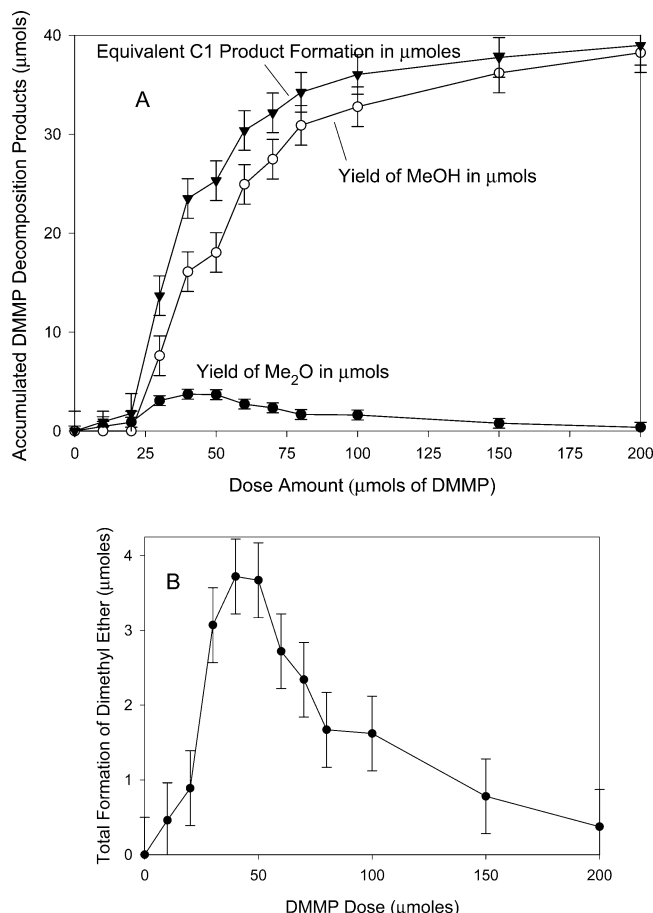 40
30
20
10
0
0
25
50
75
100
125
150
175
200
Accumulated DMMP Decomposition Products (μmols)
Equivalent C1 Product Formation in μmoles
A
Yield of MeOH in μmols
Yield of Me₂O in μmols
Dose Amount (μmols of DMMP)
Total Formation of Dimethyl Ether (μmoles)
B
4
3
2
1
0
0
50
100
150
200
DMMP Dose (μmoles)